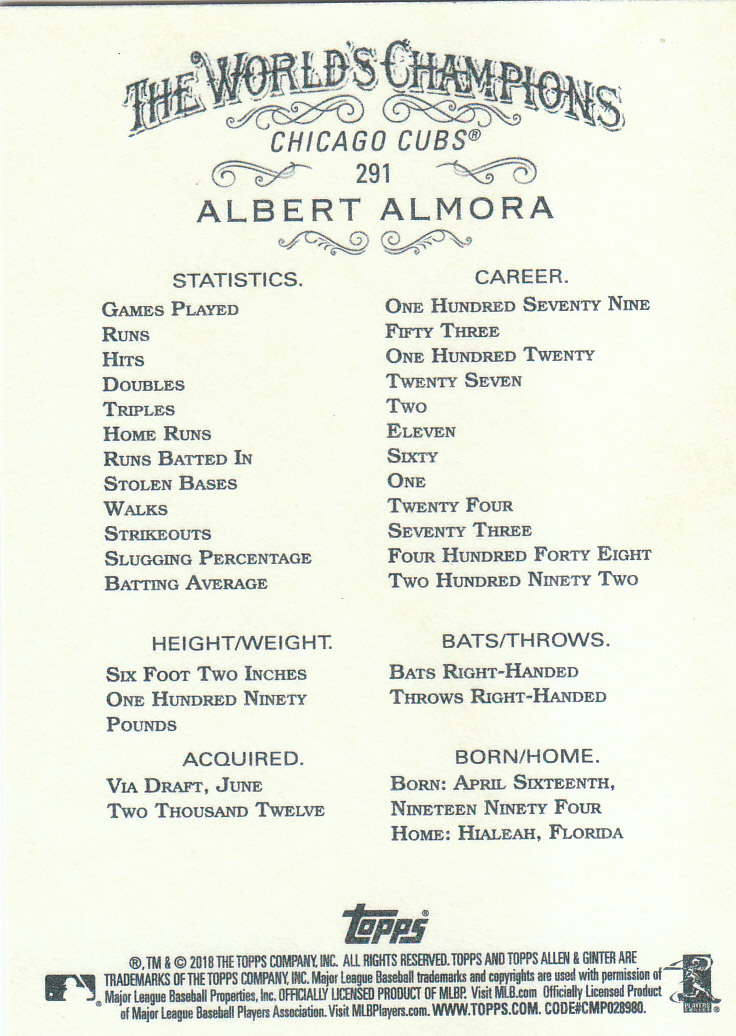 THE WORLD'S CHAMPIONS
CHICAGO CUBS®
291
ALBERT ALMORA
STATISTICS. CAREER.
GAMES PLAYED ONE HUNDRED SEVENTY NINE
RUNS FIFTY THREE
HITS ONE HUNDRED TWENTY
DOUBLES TWENTY SEVEN
TRIPLES TWO
HOME RUNS ELEVEN
RUNS BATTED IN SIXTY
STOLEN BASES ONE
WALKS TWENTY FOUR
STRIKEOUTS SEVENTY THREE
SLUGGING PERCENTAGE FOUR HUNDRED FORTY EIGHT
BATTING AVERAGE TWO HUNDRED NINETY TWO
HEIGHT/WEIGHT.
SIX FOOT TWO INCHES
ONE HUNDRED NINETY
POUNDS
BATS/THROWS.
BATS RIGHT-HANDED
THROWS RIGHT-HANDED
ACQUIRED.
VIA DRAFT, JUNE
TWO THOUSAND TWELVE
BORN/HOME.
BORN: APRIL SIXTEENTH,
NINETEEN NINETY FOUR
HOME: HIALEAH, FLORIDA
topps®
®, TM & © 2018 THE TOPPS COMPANY, INC. ALL RIGHTS RESERVED. TOPPS AND TOPPS ALLEN & GINTER ARE
TRADEMARKS OF THE TOPPS COMPANY, INC. Major League Baseball trademarks and copyrights are used with permission of
Major League Baseball Properties, Inc. OFFICIALLY LICENSED PRODUCT OF MLBP. Visit MLB.com Officially Licensed Product
of Major League Baseball Players Association. Visit MLBPlayers.com. WWW.TOPPS.COM. CODE#CMP028980.